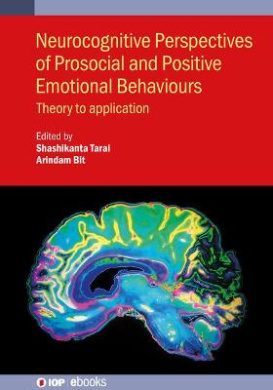 Neurocognitive Perspectives
of Prosocial and Positive
Emotional Behaviours
Theory to application
Edited by
Shashikanta Tarai
Arindam Bit
IOP ebooks